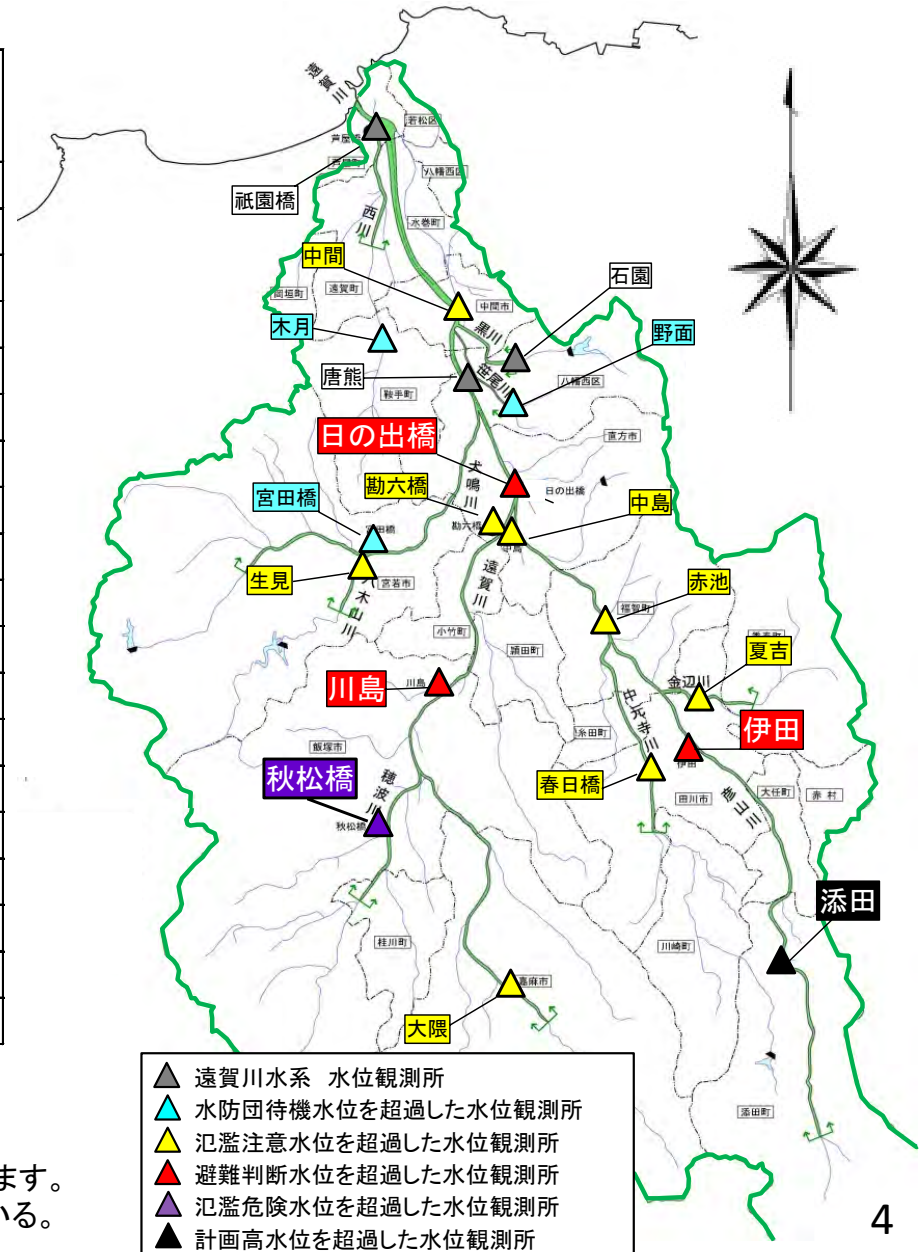 遠賀川
若松区
芦屋橋
芦屋町
八幡西区
祇園橋
西川
水巻町
中間
石園
岡垣町
遠賀町
中間市
木月
黒川
野面
唐熊
笹尾川
八幡西区
鞍手町
日の出橋
直方市
犬鳴川
勘六橋
日の出橋
宮田橋
中島
勘六橋
宮田橋
中島
生見
遠賀川
八木山川
宮若市
赤池
福智町
小竹町
頴田町
夏吉
川島
川島
金辺川
中元寺川
糸田町
伊田
飯塚市
伊田
秋松橋
穂波川
春日橋
彦山川
大任町
赤村
田川市
秋松橋
添田
桂川町
川崎町
嘉麻市
大隈
添田町
遠賀川水系 水位観測所
水防団待機水位を超過した水位観測所
氾濫注意水位を超過した水位観測所
避難判断水位を超過した水位観測所
氾濫危険水位を超過した水位観測所
計画高水位を超過した水位観測所
ます。
いる。
4